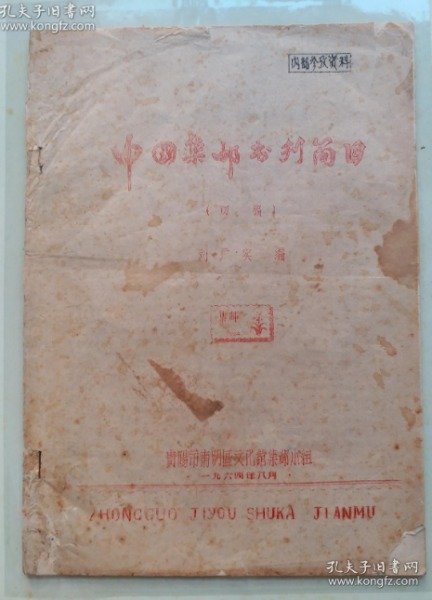 孔夫子旧书网
www.kongfz.com
内部参考资料
中国集邮书刊简目
(初稿)
刘广实 编
贵阳市南明区文化馆集邮小组
一九六四年八月
ZHONGGUO JIYOU SHUKA JIANMU
孔夫子旧书网
kongfz.com